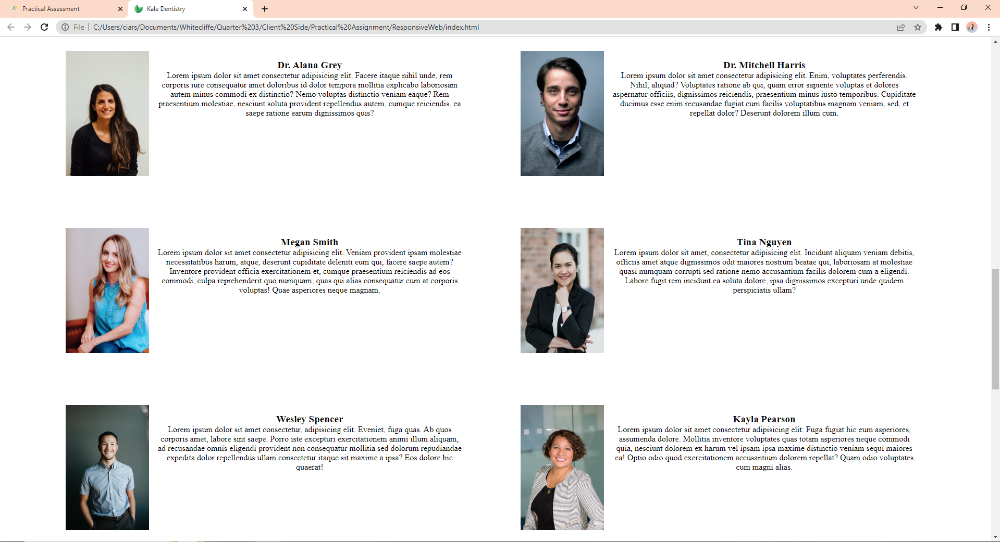 Practical Assessment
Kale Dentistry
File
C:/Users/ciars/Documents/Whitecliffe/Quarter%203/Client%20Side/Practical%20Assignment/ResponsiveWeb/index.html
Dr. Alana Grey
Lorem ipsum dolor sit amet consectetur adipisicing elit. Facere itaque nihil unde, rem
corporis iure consequatur amet doloribus id dolor tempora mollitia explicabo laboriosam
autem minus commodi ex distinctio? Nemo voluptas distinctio veniam eaque? Rem
praesentium molestiae, nesciunt soluta provident repellendus autem, cumque reiciendis, ea
saepe ratione earum dignissimos quis?
Dr. Mitchell Harris
Lorem ipsum dolor sit amet consectetur adipisicing elit. Enim, voluptates perferendis.
Nihil, aliquid? Voluptates ratione ab qui, quam error sapiente voluptas et dolores
aspernatur officiis, dignissimos reiciendis, praesentium minus iusto temporibus. Cupiditate
ducimus esse enim recusandae fugiat cum facilis voluptatibus magnam veniam, sed, et
repellat dolor? Deserunt dolorem illum cum.
Megan Smith
Lorem ipsum dolor sit amet consectetur adipisicing elit. Veniam provident ipsam molestiae
necessitatibus harum, atque, deserunt cupiditate deleniti eum qui, facere saepe autem?
Inventore provident officia exercitationem et, cumque praesentium reiciendis ad eos
commodi, culpa reprehenderit quo numquam, quas qui alias consequatur cum at corporis
voluptas! Quae asperiores neque magnam.
Tina Nguyen
Lorem ipsum dolor sit amet, consectetur adipisicing elit. Incidunt aliquam veniam debitis,
officiis amet atque dignissimos odit maiores nostrum beatae qui, laboriosam at molestiae
quasi numquam corrupti sed ratione nemo accusantium facilis dolorem cum a eligendi.
Labore fugit rem incidunt ea soluta dolore, ipsa dignissimos excepturi unde quidem
perspiciatis ullam?
Wesley Spencer
Lorem ipsum dolor sit amet consectetur, adipisicing elit. Eveniet, fuga quas. Ab quos
corporis amet, labore sint saepe. Porro iste excepturi exercitationem animi illum aliquam,
ad recusandae omnis eligendi provident non consequatur mollitia sed dolorum repudiandae
expedita dolor repellendus ullam consectetur itaque sit maxime a ipsa? Eos dolore hic
quaerat!
Kayla Pearson
Lorem ipsum dolor sit amet consectetur adipisicing elit. Fuga fugiat hic eum asperiores,
assumenda dolore. Mollitia inventore voluptates quas totam asperiores neque commodi
quia, nesciunt dolorem ex harum vel ipsam ipsa maxime distinctio veniam sequi maiores
ea! Optio odio quod exercitationem accusantium dolorem repellat? Quam odio voluptates
cum magni alias.